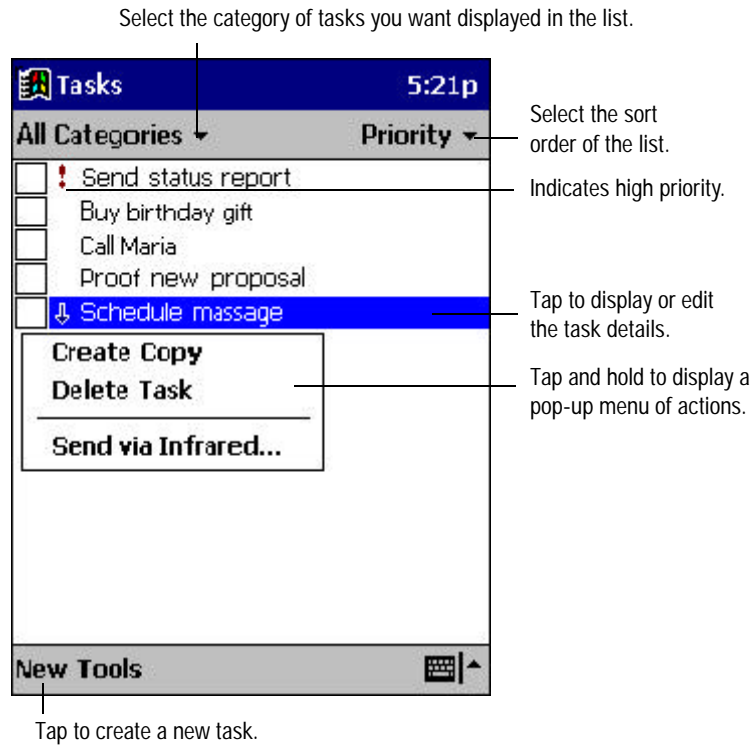 Select the category of tasks you want displayed in the list.
Tasks 5:21p
All Categories Priority
Select the sort
order of the list.
! Send status report
Indicates high priority.
Buy birthday gift
Call Maria
Proof new proposal
Schedule massage
Tap to display or edit
the task details.
Create Copy
Delete Task
Send via Infrared...
Tap and hold to display a
pop-up menu of actions.
New Tools
Tap to create a new task.